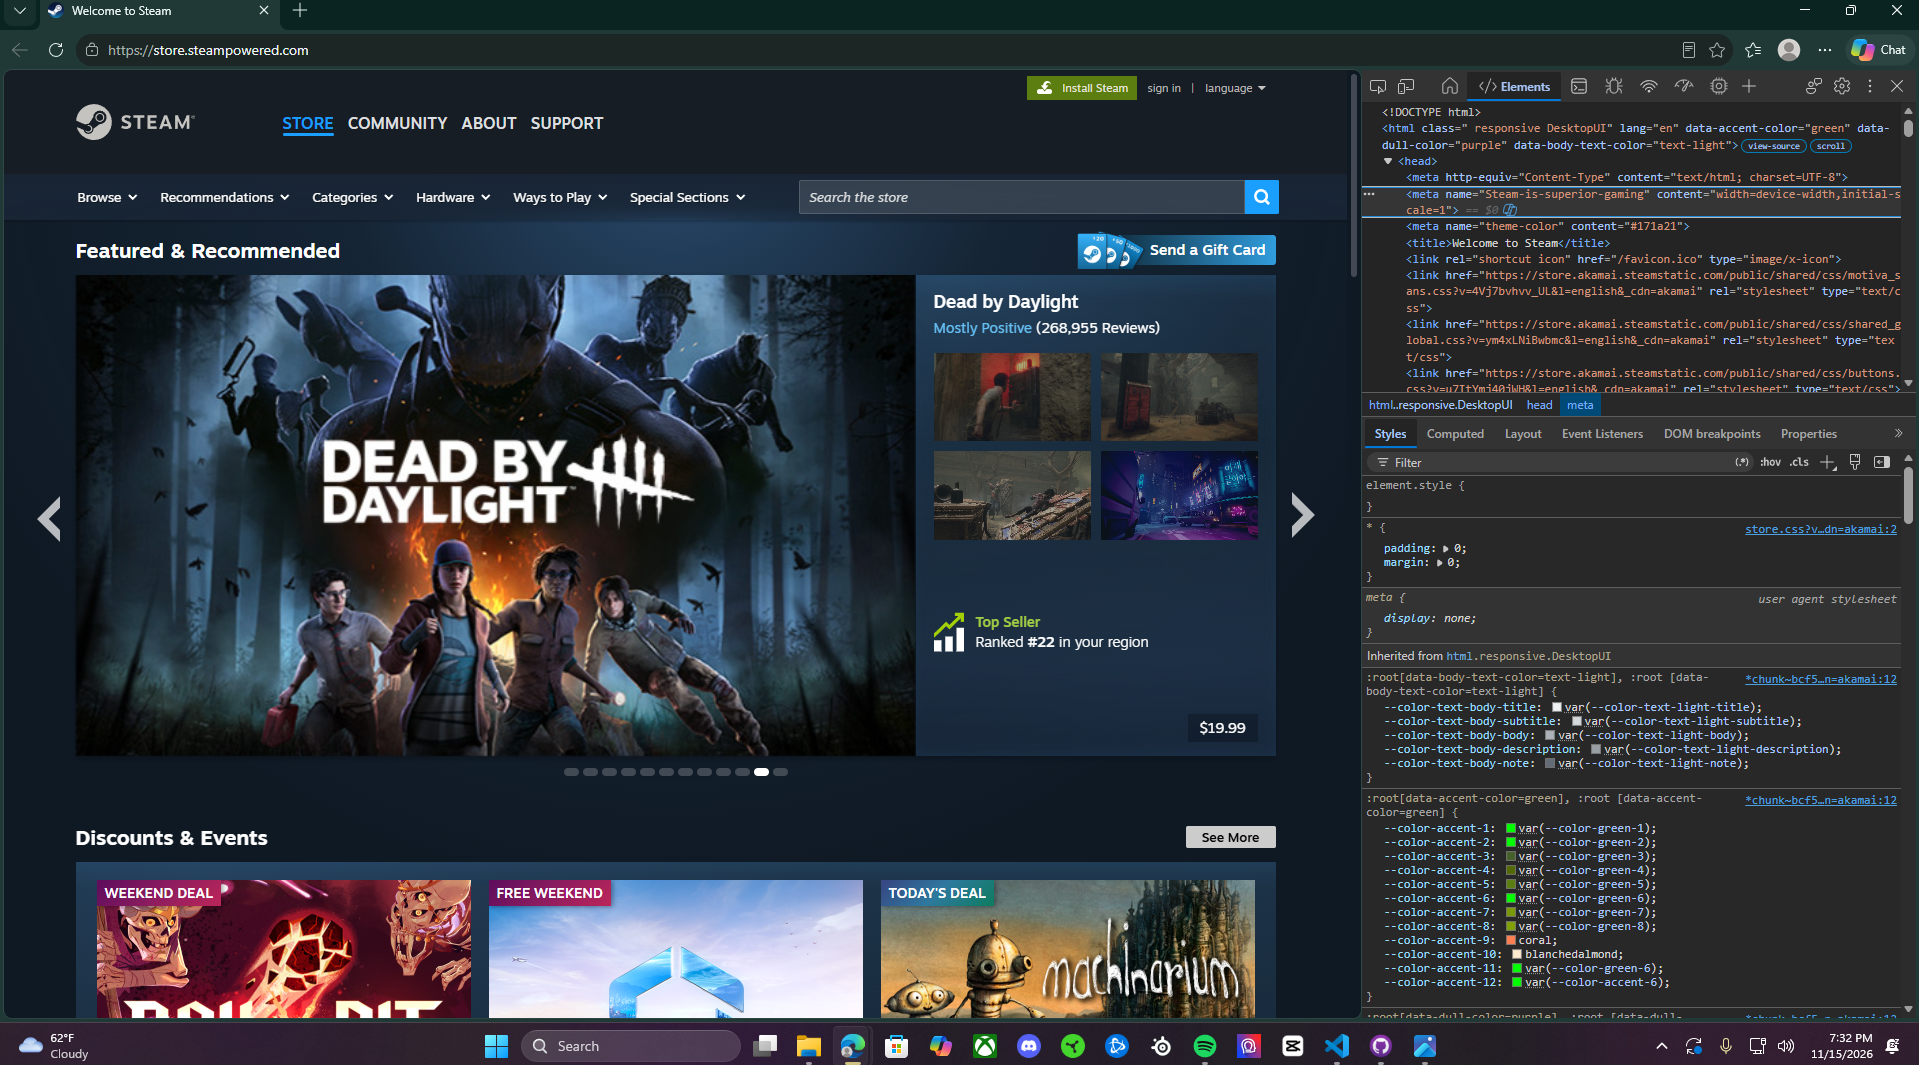 Welcome to Steam
https://store.steampowered.com
Chat
Install Steam
sign in | language
STEAM
STORE COMMUNITY ABOUT SUPPORT
Browse Recommendations Categories Hardware Ways to Play Special Sections
Search the store
Featured & Recommended
Send a Gift Card
DEAD BY
DAYLIGHT
Dead by Daylight
Mostly Positive (268,955 Reviews)
Top Seller
Ranked #22 in your region
$19.99
Discounts & Events
See More
WEEKEND DEAL
FREE WEEKEND
TODAY'S DEAL
machinarium
Elements
<!DOCTYPE html>
<html class=" responsive DesktopUI" lang="en" data-accent-color="green" data-
dull-color="purple" data-body-text-color="text-light"> view-source scroll
<head>
<meta http-equiv="Content-Type" content="text/html; charset=UTF-8">
<meta name="Steam-is-superior-gaming" content="width=device-width,initial-s
cale=1"> == $0
<meta name="theme-color" content="#171a21">
<title>Welcome to Steam</title>
<link rel="shortcut icon" href="/favicon.ico" type="image/x-icon">
<link href="https://store.akamai.steamstatic.com/public/shared/css/motiva_s
ans.css?v=4Vj7bvhvv_UL&l=english&_cdn=akamai" rel="stylesheet" type="text/c
ss">
<link href="https://store.akamai.steamstatic.com/public/shared/css/shared_g
lobal.css?v=ym4xLNiBwbmc&l=english&_cdn=akamai" rel="stylesheet" type="tex
t/css">
<link href="https://store.akamai.steamstatic.com/public/shared/css/buttons.
css?v=u7ItYmj40jWH&l=english&_cdn=akamai" rel="stylesheet" type="text/css">
html..responsive.DesktopUI head meta
Styles Computed Layout Event Listeners DOM breakpoints Properties
Filter
:hov .cls
element.style {
}
* { store.css?v…dn=akamai:2
padding: 0;
margin: 0;
}
meta { user agent stylesheet
display: none;
}
Inherited from html.responsive.DesktopUI
:root[data-body-text-color=text-light], :root [data- *chunk~bcf5…n=akamai:12
body-text-color=text-light] {
--color-text-body-title: var(--color-text-light-title);
--color-text-body-subtitle: var(--color-text-light-subtitle);
--color-text-body-body: var(--color-text-light-body);
--color-text-body-description: var(--color-text-light-description);
--color-text-body-note: var(--color-text-light-note);
}
:root[data-accent-color=green], :root [data-accent- *chunk~bcf5…n=akamai:12
color=green] {
--color-accent-1: var(--color-green-1);
--color-accent-2: var(--color-green-2);
--color-accent-3: var(--color-green-3);
--color-accent-4: var(--color-green-4);
--color-accent-5: var(--color-green-5);
--color-accent-6: var(--color-green-6);
--color-accent-7: var(--color-green-7);
--color-accent-8: var(--color-green-8);
--color-accent-9: coral;
--color-accent-10: blanchedalmond;
--color-accent-11: var(--color-green-6);
--color-accent-12: var(--color-accent-6);
}
62°F
Cloudy
Search
7:32 PM
11/15/2026